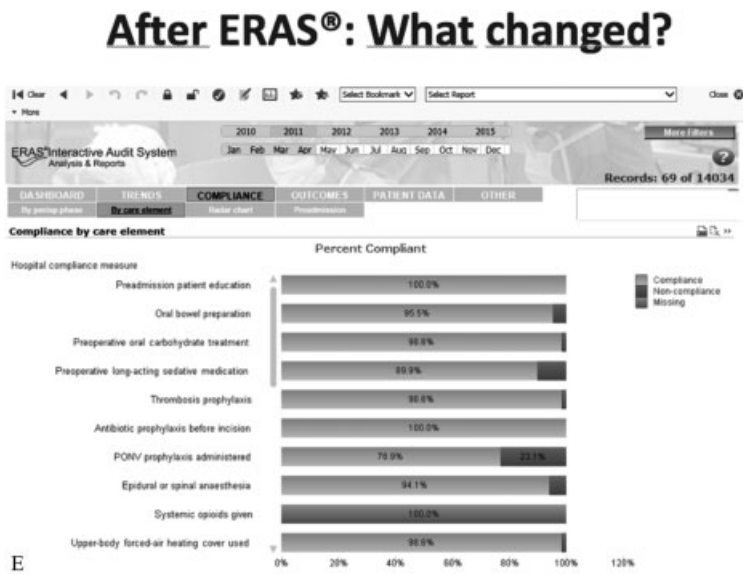 After ERAS®: What changed?
Clear Select Bookmark Select Report Close
More
2010 2011 2012 2013 2014 2015 More Filters
ERAS Interactive Audit System Jan Feb Mar Apr May Jun Jul Aug Sep Oct Nov Dec
Analysis & Reports ?
Records: 69 of 14034
DASHBOARD TRENDS COMPLIANCE OUTCOMES PATIENT DATA OTHER
By periop phase By care element Radar chart Preadmission
Compliance by care element
Percent Compliant
Hospital compliance measure
Compliance
Non-compliance
Missing
Preadmission patient education 100.0%
Oral bowel preparation 95.5%
Preoperative oral carbohydrate treatment 98.6%
Preoperative long-acting sedative medication 89.9%
Thrombosis prophylaxis 98.6%
Antibiotic prophylaxis before incision 100.0%
PONV prophylaxis administered 76.9% 23.1%
Epidural or spinal anaesthesia 94.1%
Systemic opioids given 100.0%
Upper-body forced-air heating cover used 98.6%
E 0% 20% 40% 60% 80% 100% 120%